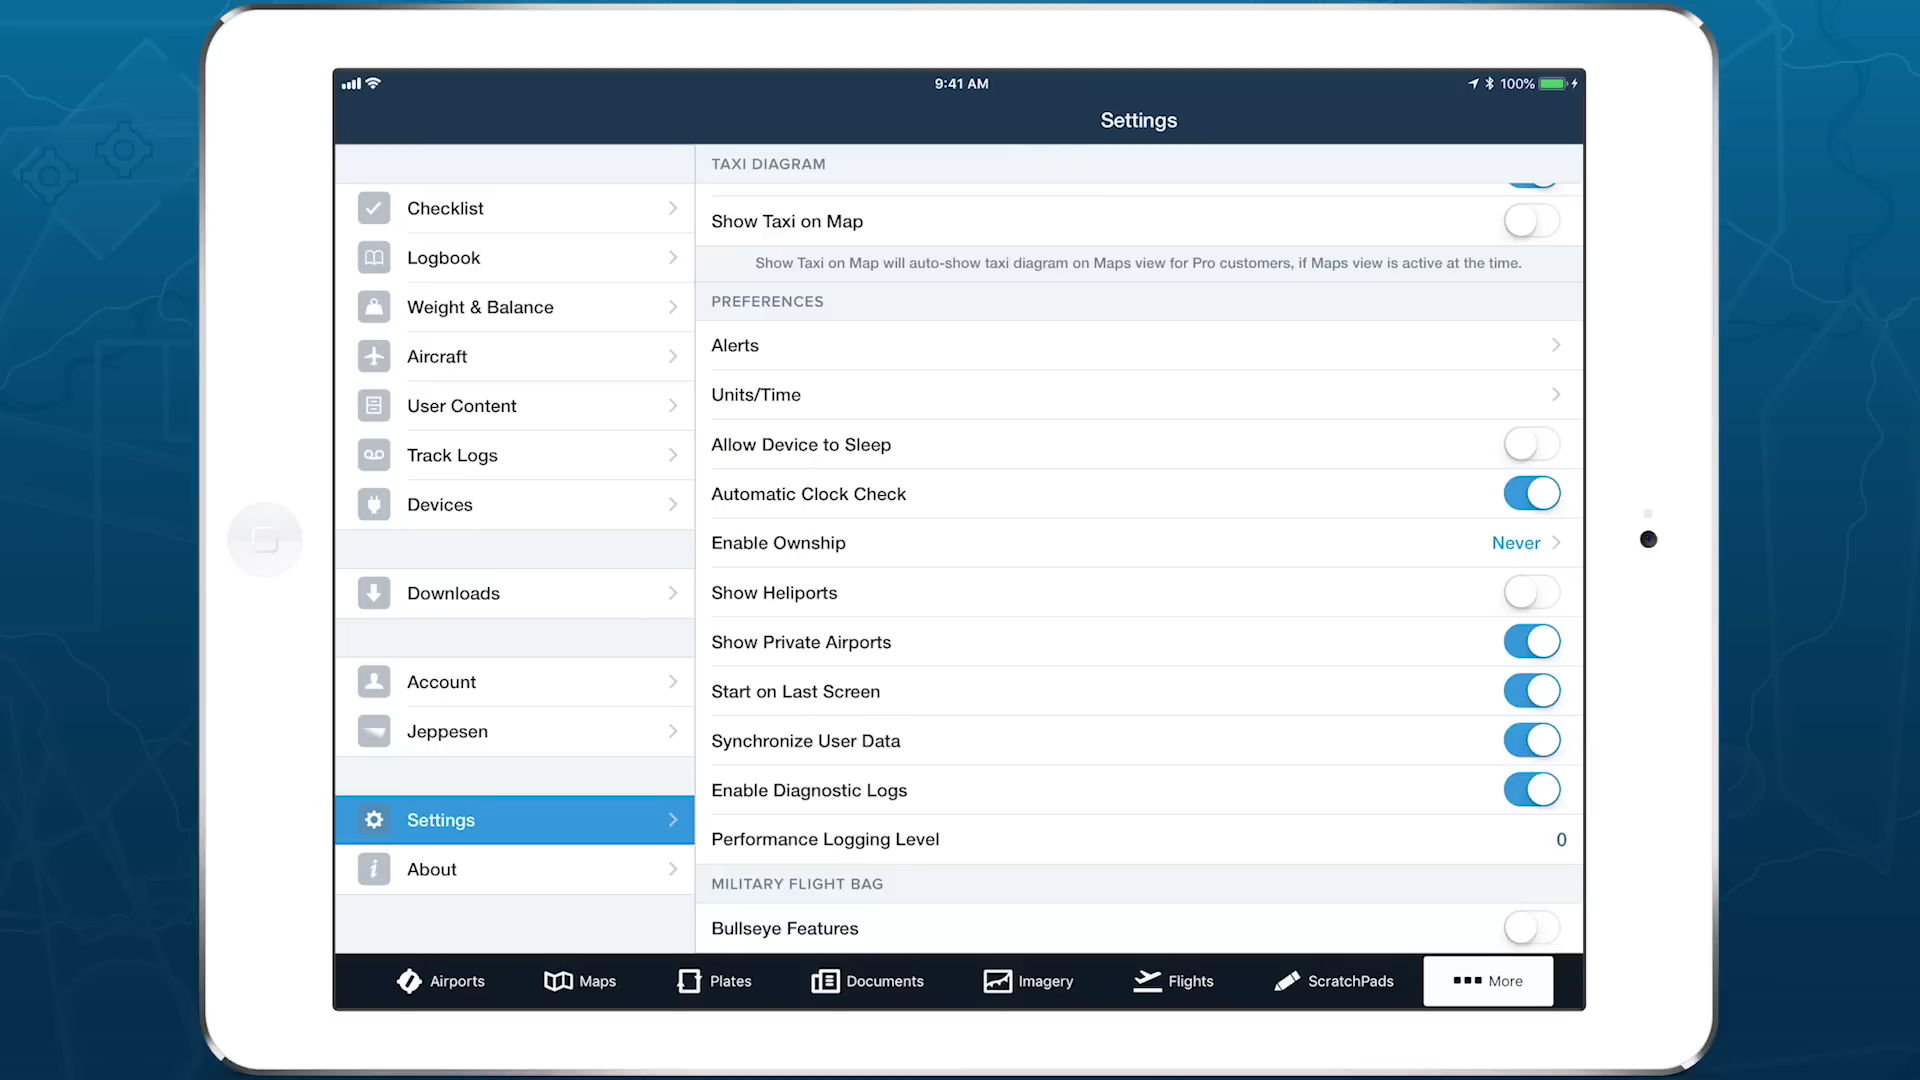 9:41 AM
100%
Settings
Checklist
Logbook
Weight & Balance
Aircraft
User Content
Track Logs
Devices
Downloads
Account
Jeppesen
Settings
About
TAXI DIAGRAM
Show Taxi on Map
Show Taxi on Map will auto-show taxi diagram on Maps view for Pro customers, if Maps view is active at the time.
PREFERENCES
Alerts
Units/Time
Allow Device to Sleep
Automatic Clock Check
Enable Ownship Never
Show Heliports
Show Private Airports
Start on Last Screen
Synchronize User Data
Enable Diagnostic Logs
Performance Logging Level 0
MILITARY FLIGHT BAG
Bullseye Features
Airports Maps Plates Documents Imagery Flights ScratchPads More